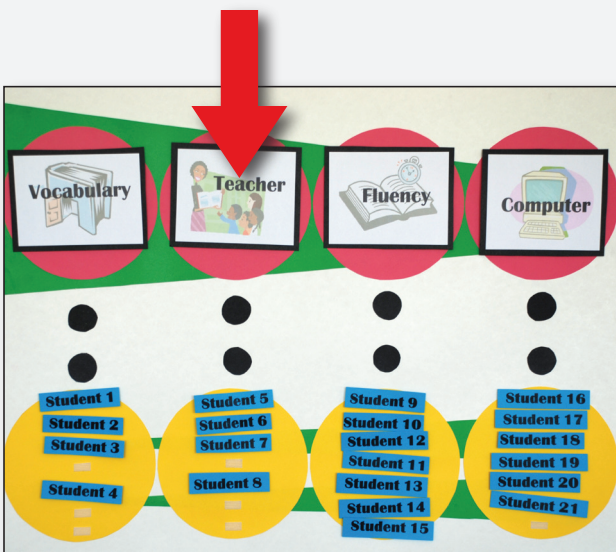 Vocabulary
Teacher
Fluency
Computer
Student 1
Student 2
Student 3
Student 4
Student 5
Student 6
Student 7
Student 8
Student 9
Student 10
Student 12
Student 11
Student 13
Student 14
Student 15
Student 16
Student 17
Student 18
Student 19
Student 20
Student 21